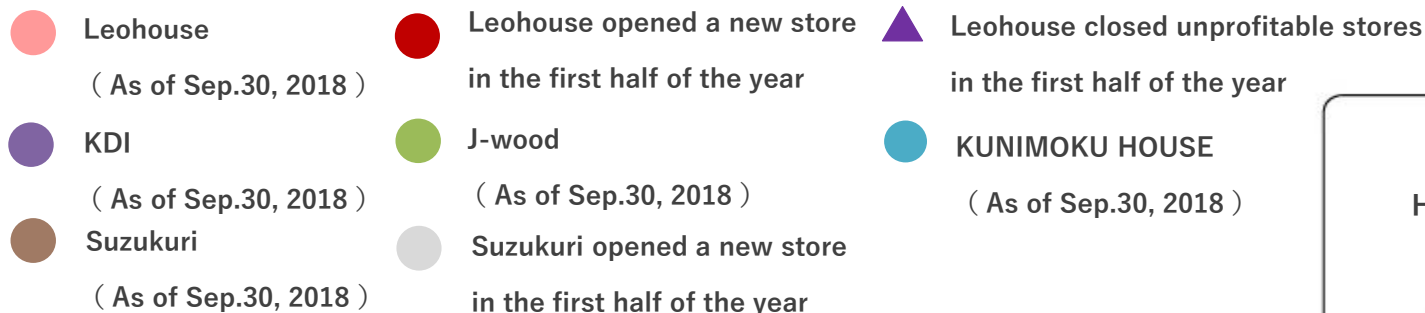 Leohouse
( As of Sep.30, 2018 )
Leohouse opened a new store
in the first half of the year
Leohouse closed unprofitable stores
in the first half of the year
KDI
( As of Sep.30, 2018 )
J-wood
( As of Sep.30, 2018 )
KUNIMOKU HOUSE
( As of Sep.30, 2018 )
Suzukuri
( As of Sep.30, 2018 )
Suzukuri opened a new store
in the first half of the year